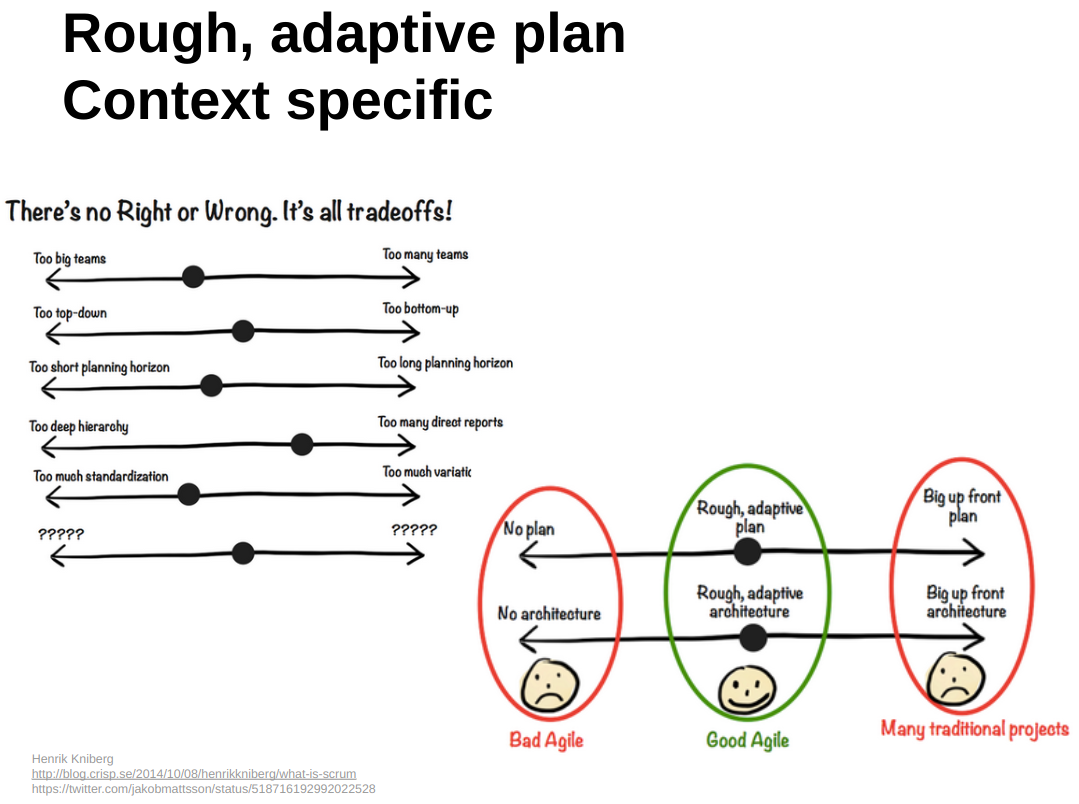 Rough, adaptive plan
Context specific
There's no Right or Wrong. It's all tradeoffs!
Too big teams
Too many teams
Too top-down
Too bottom-up
Too short planning horizon
Too long planning horizon
Too deep hierarchy
Too many direct reports
Too much standardization
Too much variatic
?????
?????
No plan
Rough, adaptive
plan
Big up front
plan
No architecture
Rough, adaptive
architecture
Big up front
architecture
Bad Agile
Good Agile
Many traditional projects
Henrik Kniberg
http://blog.crisp.se/2014/10/08/henrikkniberg/what-is-scrum
https://twitter.com/jakobmattsson/status/518716192992022528